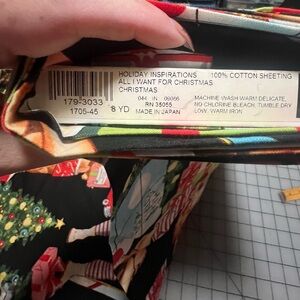 HOLIDAY INSPIRATIONS 100% COTTON SHEETING
ALL I WANT FOR CHRISTMAS
CHRISTMAS
179-3033
1705-45
8 YD
RN 35055
MADE IN JAPAN
MACHINE WASH WARM DELICATE,
NO CHLORINE BLEACH, TUMBLE DRY
LOW, WARM IRON